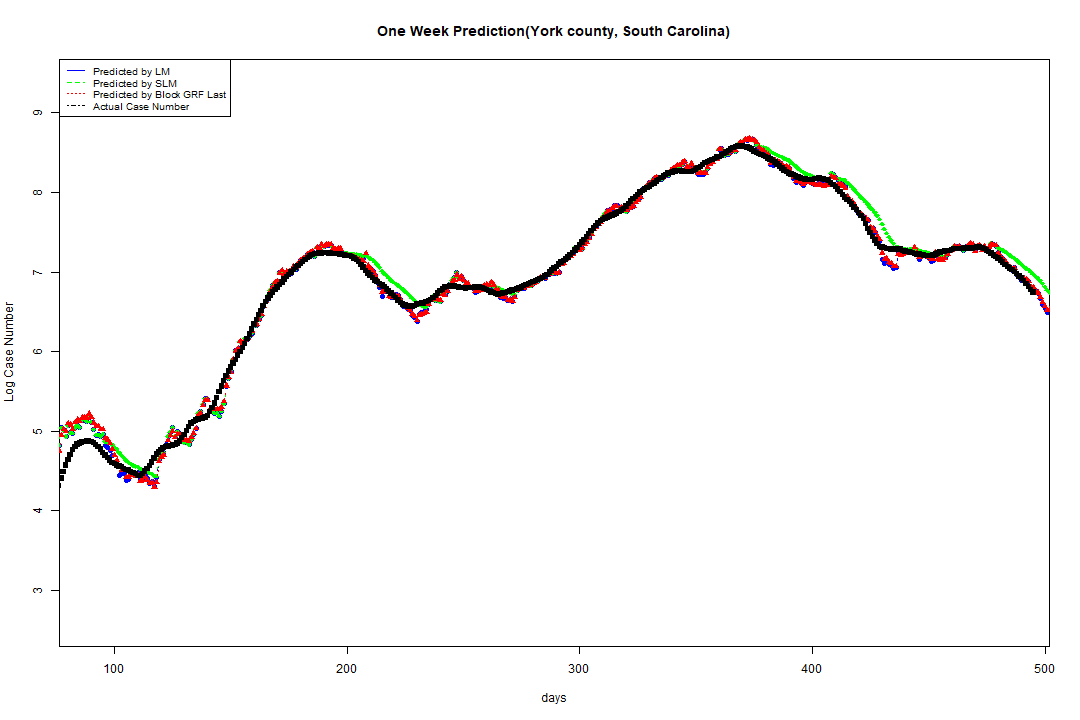 One Week Prediction(York county, South Carolina)
Predicted by LM
Predicted by SLM
Predicted by Block GRF Last
Actual Case Number
9
8
7
6
5
4
3
Log Case Number
100 200 300 400 500
days